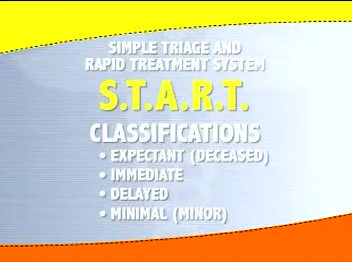 SIMPLE TRIAGE AND
RAPID TREATMENT SYSTEM
S.T.A.R.T.
CLASSIFICATIONS
• EXPECTANT (DECEASED)
• IMMEDIATE
• DELAYED
• MINIMAL (MINOR)